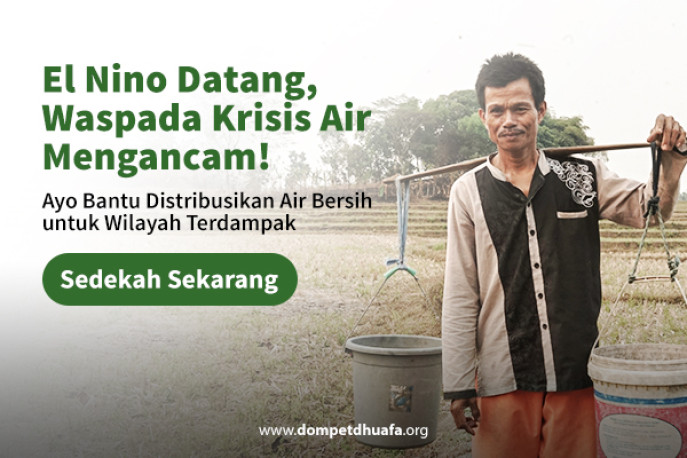 El Nino Datang,
Waspada Krisis Air
Mengancam!
Ayo Bantu Distribusikan Air Bersih
untuk Wilayah Terdampak
Sedekah Sekarang
www.dompetdhuafa.org